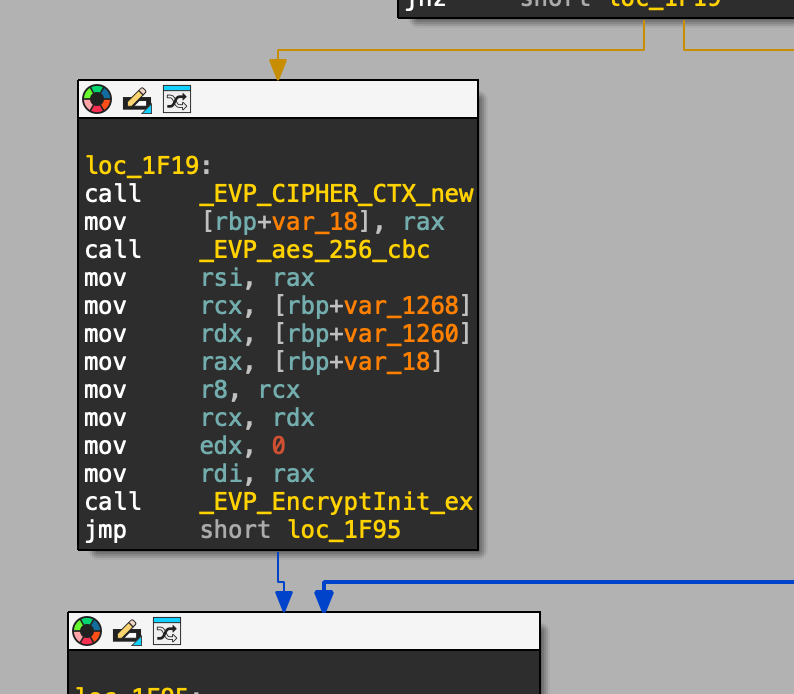 jnz short loc_1F19
loc_1F19:
call _EVP_CIPHER_CTX_new
mov [rbp+var_18], rax
call _EVP_aes_256_cbc
mov rsi, rax
mov rcx, [rbp+var_1268]
mov rdx, [rbp+var_1260]
mov rax, [rbp+var_18]
mov r8, rcx
mov rcx, rdx
mov edx, 0
mov rdi, rax
call _EVP_EncryptInit_ex
jmp short loc_1F95
loc_1F95: